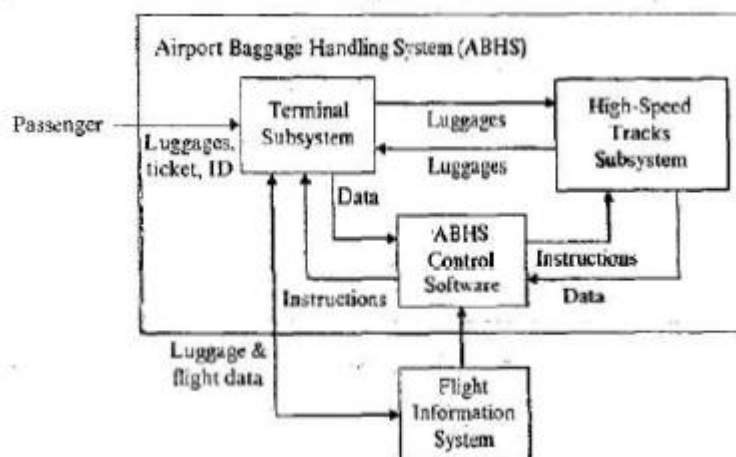 Airport Baggage Handling System (ABHS)
Passenger
Luggages,
ticket, ID
Terminal
Subsystem
Luggages
Luggages
High-Speed
Tracks
Subsystem
Data
ABHS
Control
Software
Instructions
Instructions
Data
Luggage &
flight data
Flight
Information
System